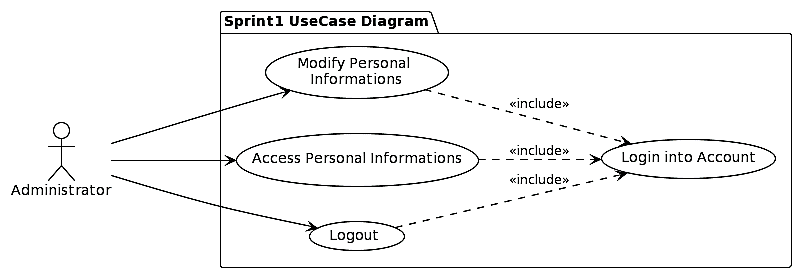 Sprint1 UseCase Diagram
Modify Personal
Informations
«include»
Access Personal Informations
«include»
Login into Account
Administrator
«include»
Logout